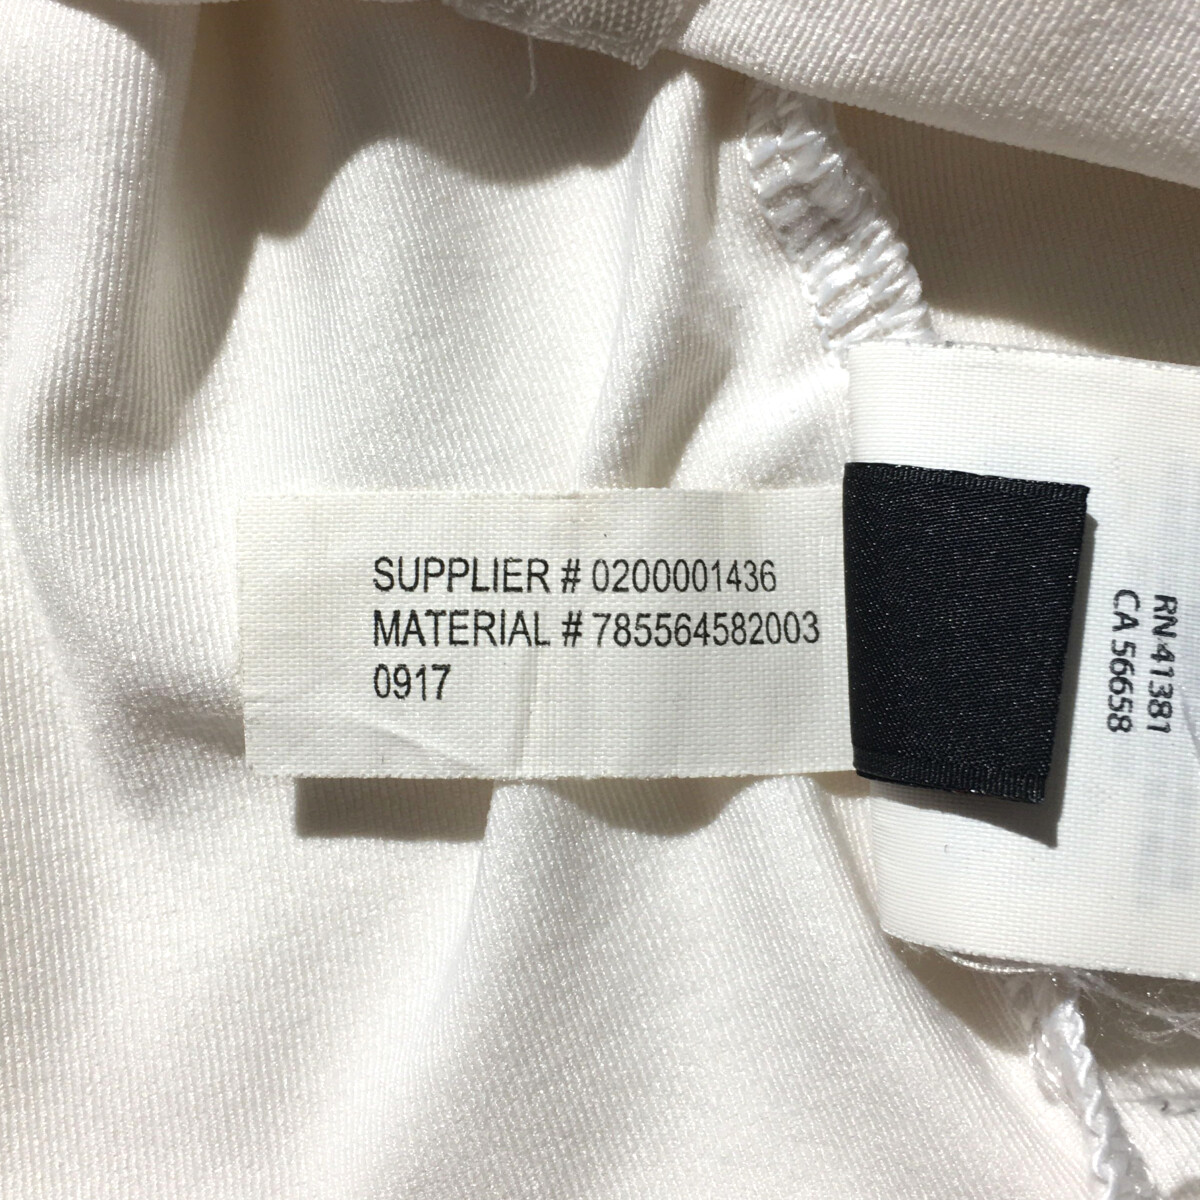 SUPPLIER # 0200001436
MATERIAL # 785564582003
0917
RN 41381
CA 56658